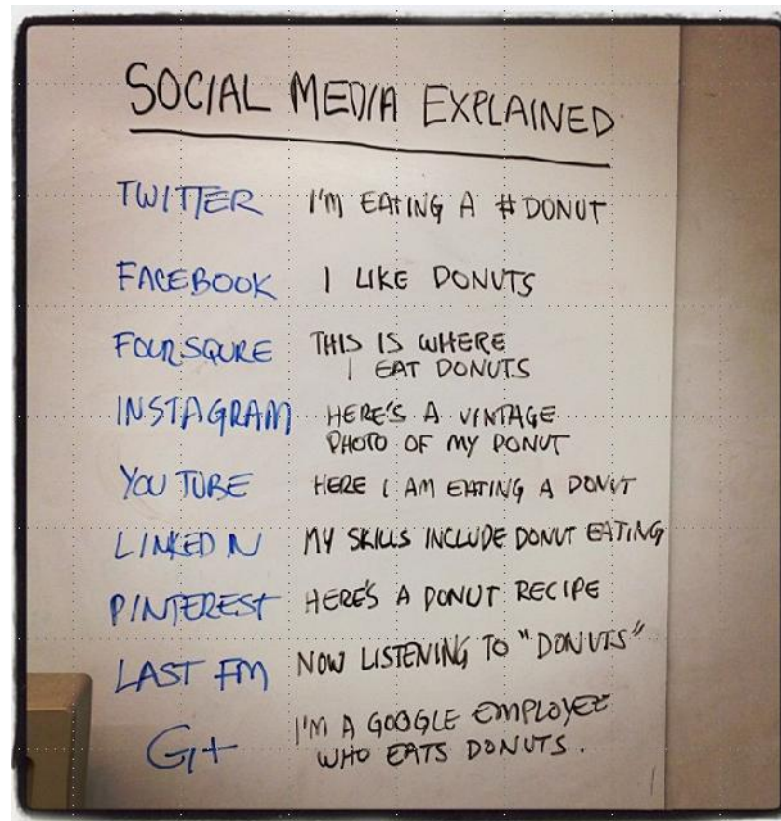 SOCIAL MEDIA EXPLAINED
TWITTER I'M EATING A #DONUT
FACEBOOK I LIKE DONUTS
FOURSQURE THIS IS WHERE
I EAT DONUTS
INSTAGRAM HERE'S A VINTAGE
PHOTO OF MY DONUT
YOU TUBE HERE I AM EATING A DONUT
LINKED IN MY SKILLS INCLUDE DONUT EATING
PINTEREST HERE'S A DONUT RECIPE
LAST FM NOW LISTENING TO "DONUTS"
G+ I'M A GOOGLE EMPLOYEE
WHO EATS DONUTS.